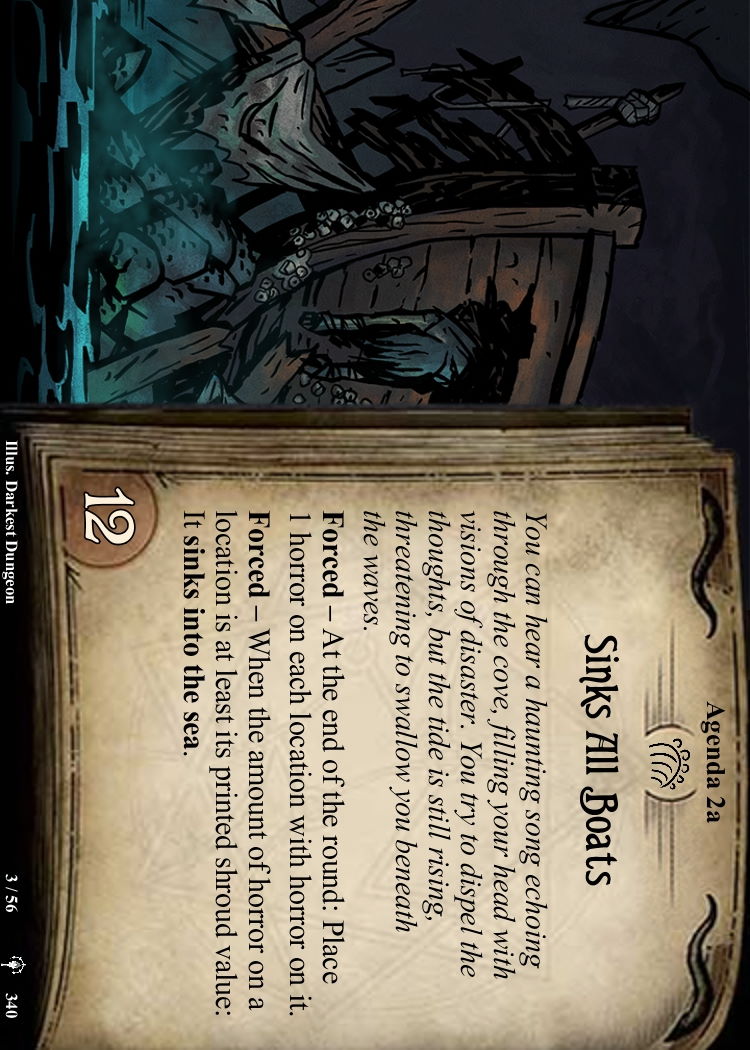 Agenda 2a
Sinks All Boats
You can hear a haunting song echoing
through the cove, filling your head with
visions of disaster. You try to dispel the
thoughts, but the tide is still rising,
threatening to swallow you beneath
the waves.
Forced – At the end of the round: Place
1 horror on each location with horror on it.
Forced – When the amount of horror on a
location is at least its printed shroud value:
It sinks into the sea.
12
Illus. Darkest Dungeon
3 / 56
340